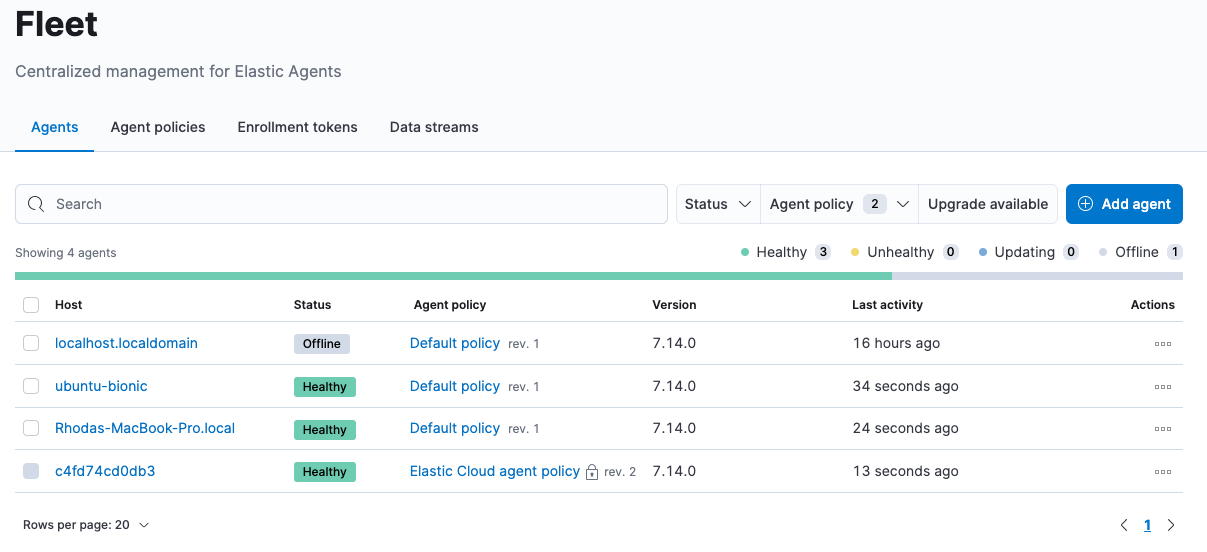 Fleet
Centralized management for Elastic Agents
Agents Agent policies Enrollment tokens Data streams
Search Status Agent policy 2 Upgrade available Add agent
Showing 4 agents Healthy 3 Unhealthy 0 Updating 0 Offline 1
Host Status Agent policy Version Last activity Actions
localhost.localdomain Offline Default policy rev. 1 7.14.0 16 hours ago
ubuntu-bionic Healthy Default policy rev. 1 7.14.0 34 seconds ago
Rhodas-MacBook-Pro.local Healthy Default policy rev. 1 7.14.0 24 seconds ago
c4fd74cd0db3 Healthy Elastic Cloud agent policy rev. 2 7.14.0 13 seconds ago
Rows per page: 20 1